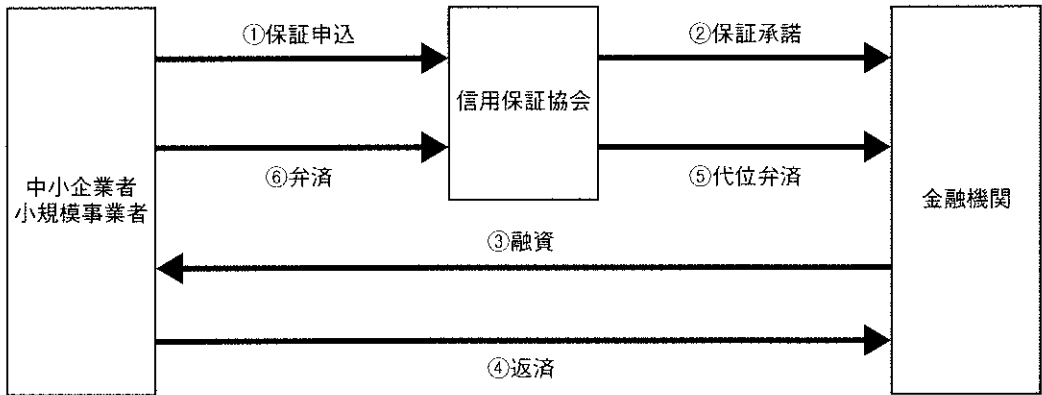 ①保証申込
②保証承諾
信用保証協会
⑥弁済
⑤代位弁済
中小企業者
小規模事業者
金融機関
③融資
④返済